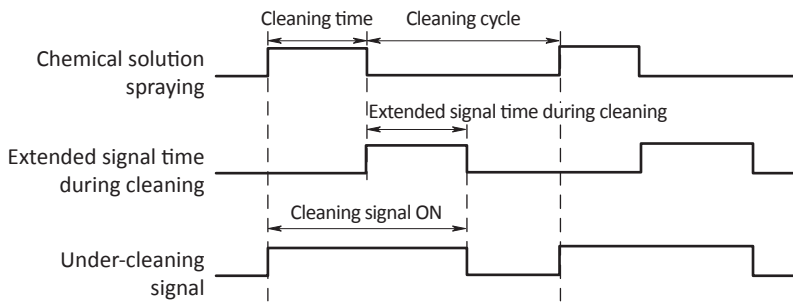 Cleaning time
Cleaning cycle
Chemical solution
spraying
Extended signal time during cleaning
Extended signal time
during cleaning
Cleaning signal ON
Under-cleaning
signal